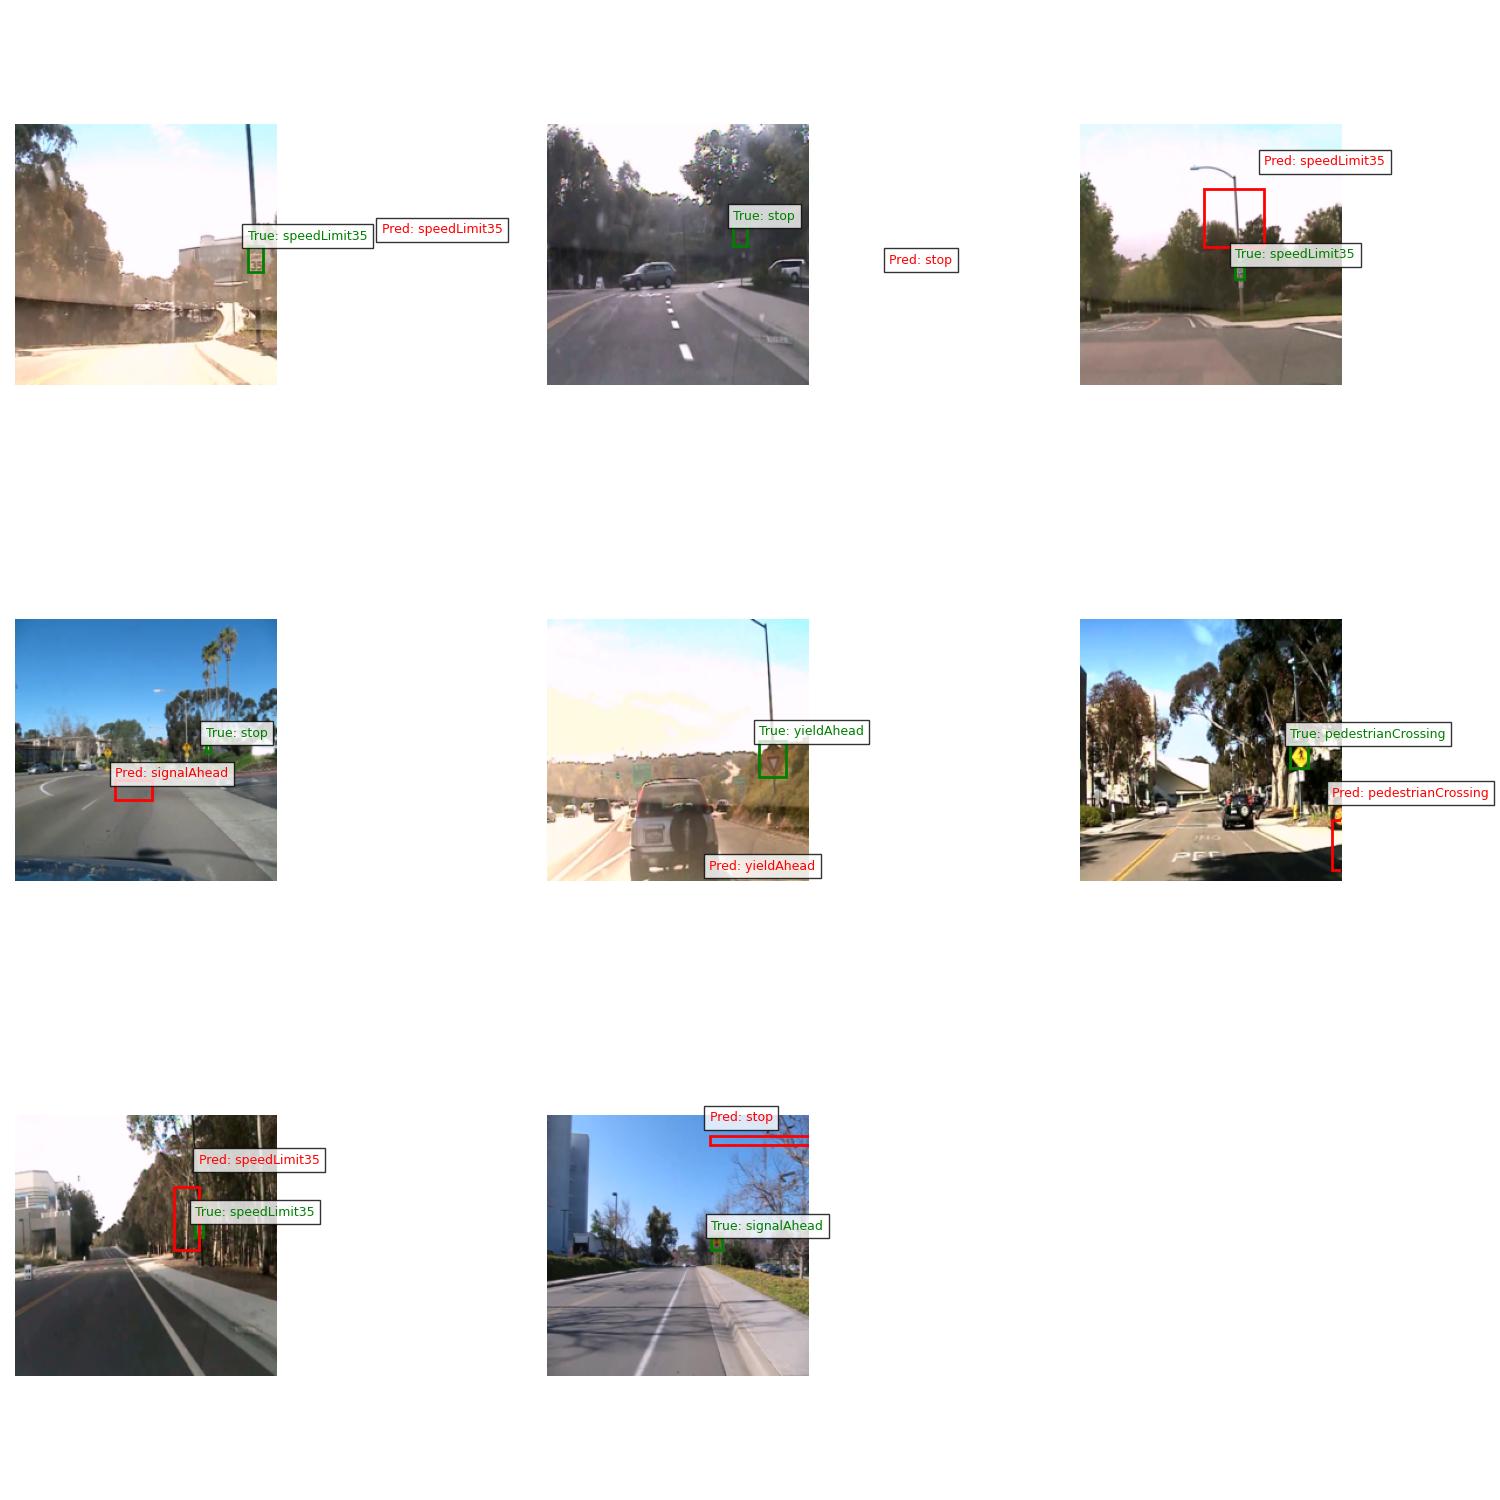 True: speedLimit35
Pred: speedLimit35
35
True: stop
Pred: stop
Pred: speedLimit35
True: speedLimit35
True: stop
Pred: signalAhead
True: yieldAhead
Pred: yieldAhead
True: pedestrianCrossing
Pred: pedestrianCrossing
Pred: speedLimit35
True: speedLimit35
Pred: stop
True: signalAhead